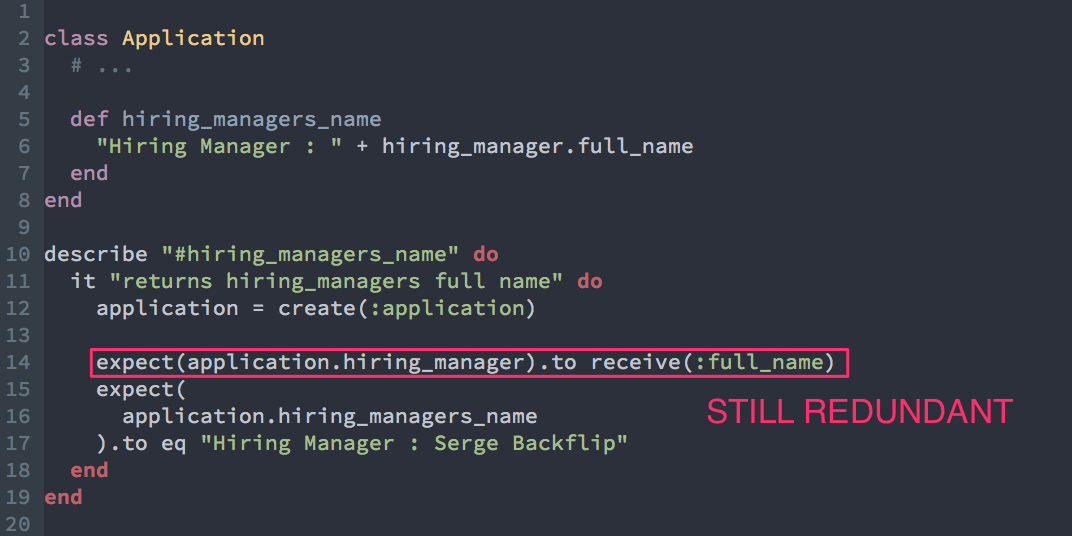 1
2 class Application
3   # ...
4
5   def hiring_managers_name
6     "Hiring Manager : " + hiring_manager.full_name
7   end
8 end
9
10 describe "#hiring_managers_name" do
11   it "returns hiring_managers full name" do
12     application = create(:application)
13
14     expect(application.hiring_manager).to receive(:full_name)
15     expect(
16       application.hiring_managers_name
STILL REDUNDANT
17     ).to eq "Hiring Manager : Serge Backflip"
18   end
19 end
20